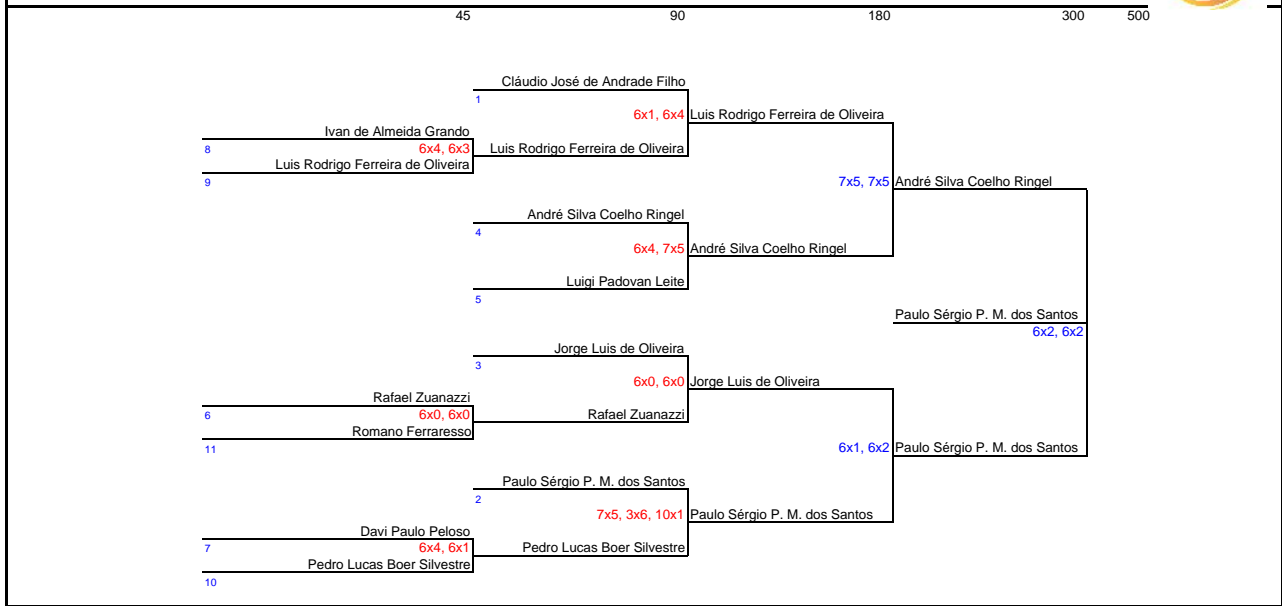 45 90 180 300 500
Cláudio José de Andrade Filho
1
6x1, 6x4 Luis Rodrigo Ferreira de Oliveira
Ivan de Almeida Grando
8 6x4, 6x3 Luis Rodrigo Ferreira de Oliveira
Luis Rodrigo Ferreira de Oliveira
9
7x5, 7x5 André Silva Coelho Ringel
André Silva Coelho Ringel
4
6x4, 7x5 André Silva Coelho Ringel
Luigi Padovan Leite
5
Paulo Sérgio P. M. dos Santos
6x2, 6x2
Jorge Luis de Oliveira
3
6x0, 6x0 Jorge Luis de Oliveira
Rafael Zuanazzi
6 6x0, 6x0 Rafael Zuanazzi
Romano Ferraresso
11
6x1, 6x2 Paulo Sérgio P. M. dos Santos
Paulo Sérgio P. M. dos Santos
2
7x5, 3x6, 10x1 Paulo Sérgio P. M. dos Santos
Davi Paulo Peloso
7 6x4, 6x1 Pedro Lucas Boer Silvestre
Pedro Lucas Boer Silvestre
10